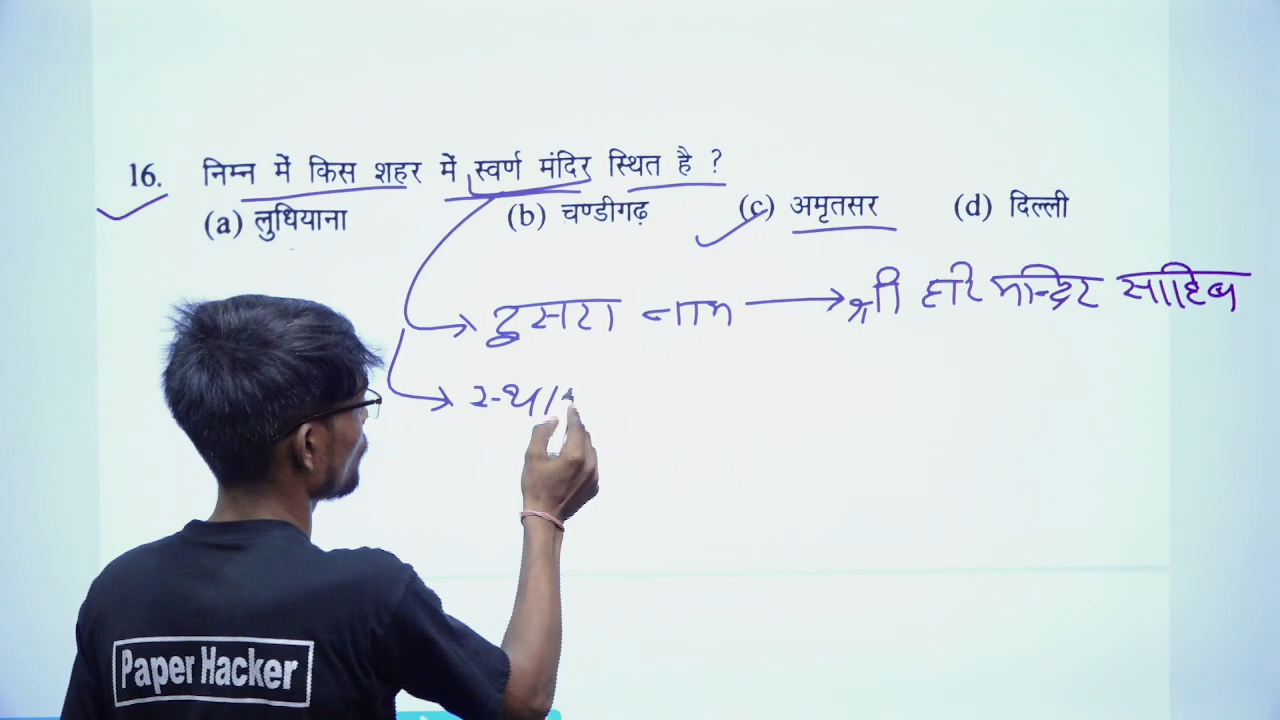 16. निम्न में किस शहर में स्वर्ण मंदिर स्थित है ?
(a) लुधियाना (b) चण्डीगढ़ (c) अमृतसर (d) दिल्ली
दुसरा नाम → श्री हरि मन्दिर साहिब
Paper Hacker